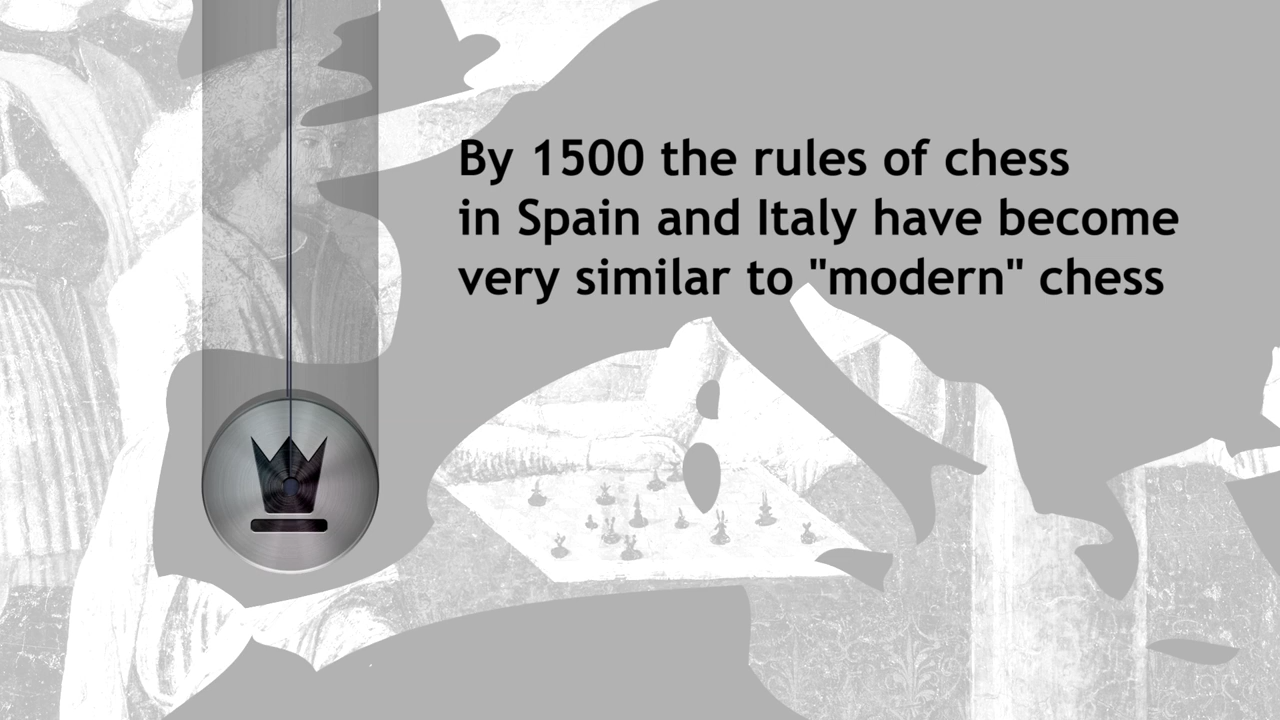 By 1500 the rules of chess
in Spain and Italy have become
very similar to "modern" chess